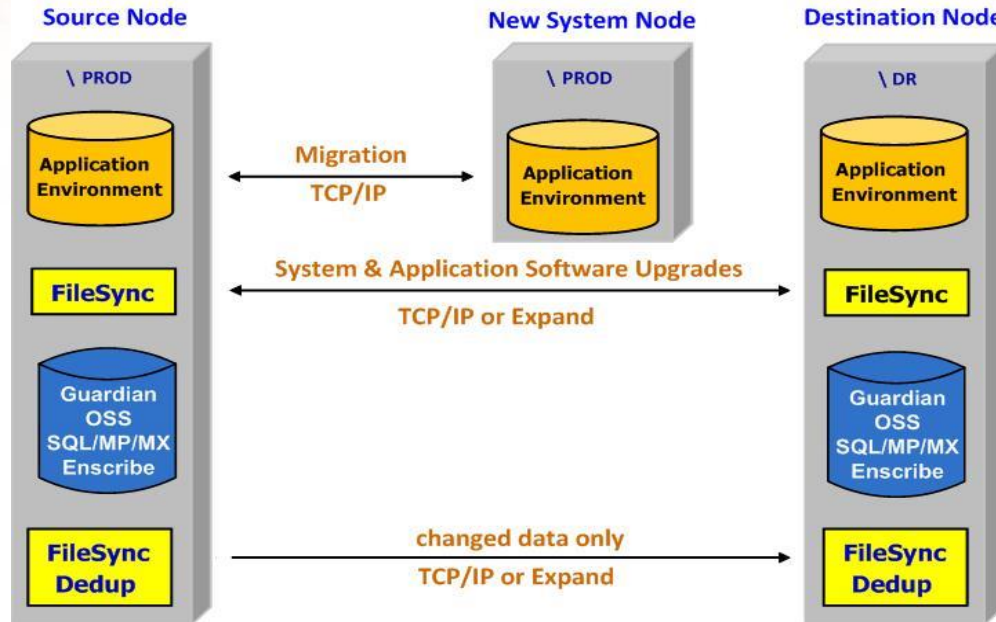 Source Node
New System Node
Destination Node
\ PROD
\ PROD
\ DR
Application
Environment
Migration
TCP/IP
Application
Environment
Application
Environment
FileSync
System & Application Software Upgrades
TCP/IP or Expand
FileSync
Guardian
OSS
SQL/MP/MX
Enscribe
Guardian
OSS
SQL/MP/MX
Enscribe
FileSync
Dedup
changed data only
TCP/IP or Expand
FileSync
Dedup